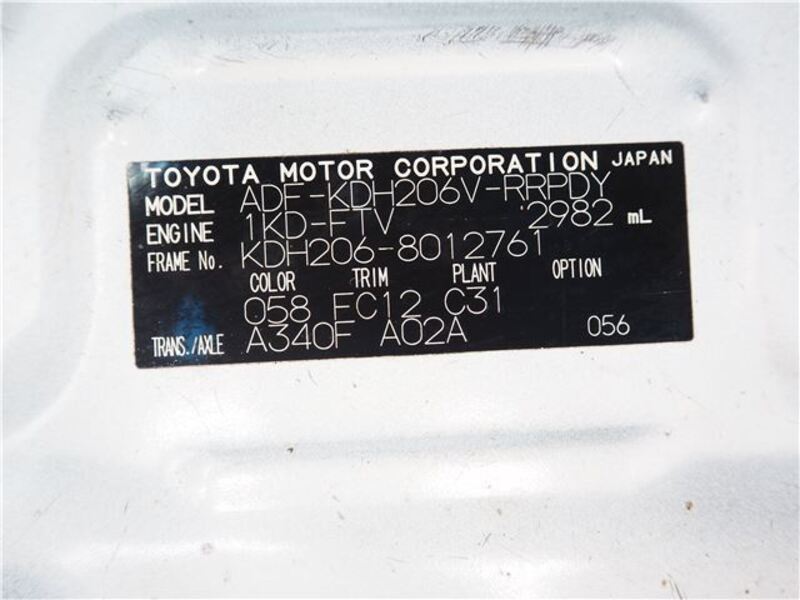 TOYOTA MOTOR CORPORATION JAPAN
MODEL ADF-KDH206V-RRPDY
ENGINE 1KD-FTV 2982 mL
FRAME No. KDH206-8012761
COLOR TRIM PLANT OPTION
058 FC12 C31
TRANS./AXLE A340F A02A 056